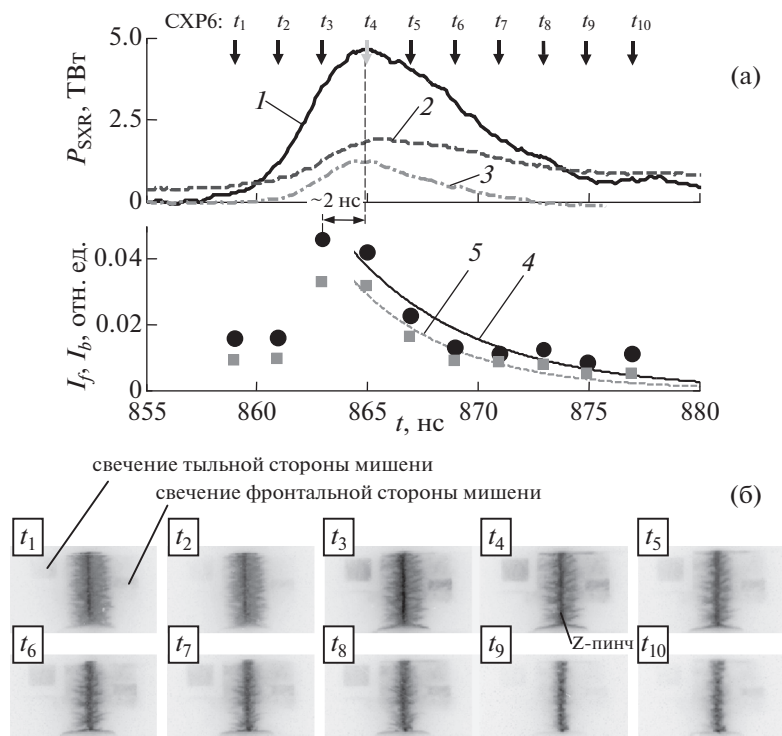 СХР6: t1 t2 t3 t4 t5 t6 t7 t8 t9 t10
(а)
PSXR, ТВт
5.0
2.5
0
1
2
3
~2 нс
If, Ib, отн. ед.
0.04
0.02
0
5
4
855 860 865 870 875 880
t, нс
свечение тыльной стороны мишени
свечение фронтальной стороны мишени
(б)
t1 t2 t3 t4 t5
Z-пинч
t6 t7 t8 t9 t10